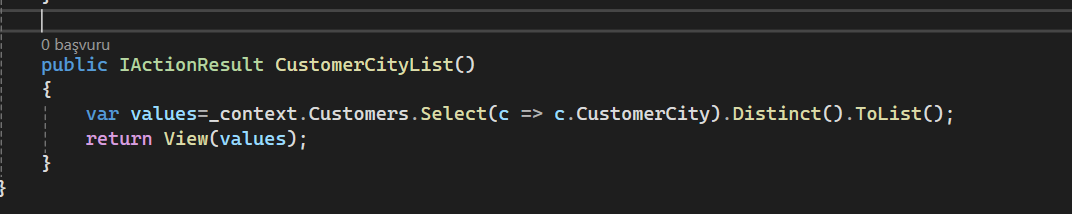 0 başvuru
public IActionResult CustomerCityList()
{
var values=_context.Customers.Select(c => c.CustomerCity).Distinct().ToList();
return View(values);
}
}